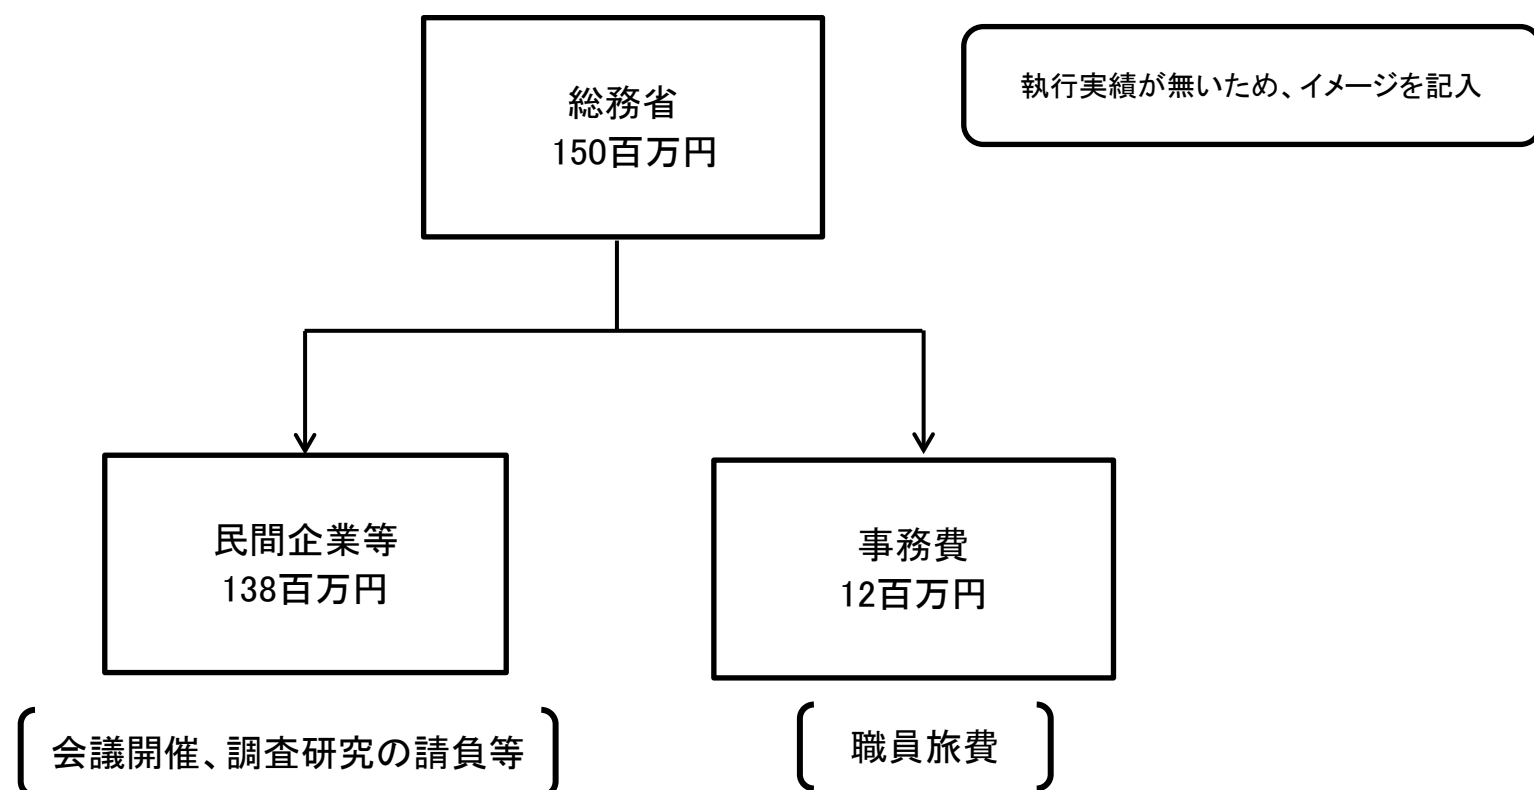 総務省
150百万円
執行実績が無いため、イメージを記入
民間企業等
138百万円
事務費
12百万円
会議開催、調査研究の請負等
職員旅費